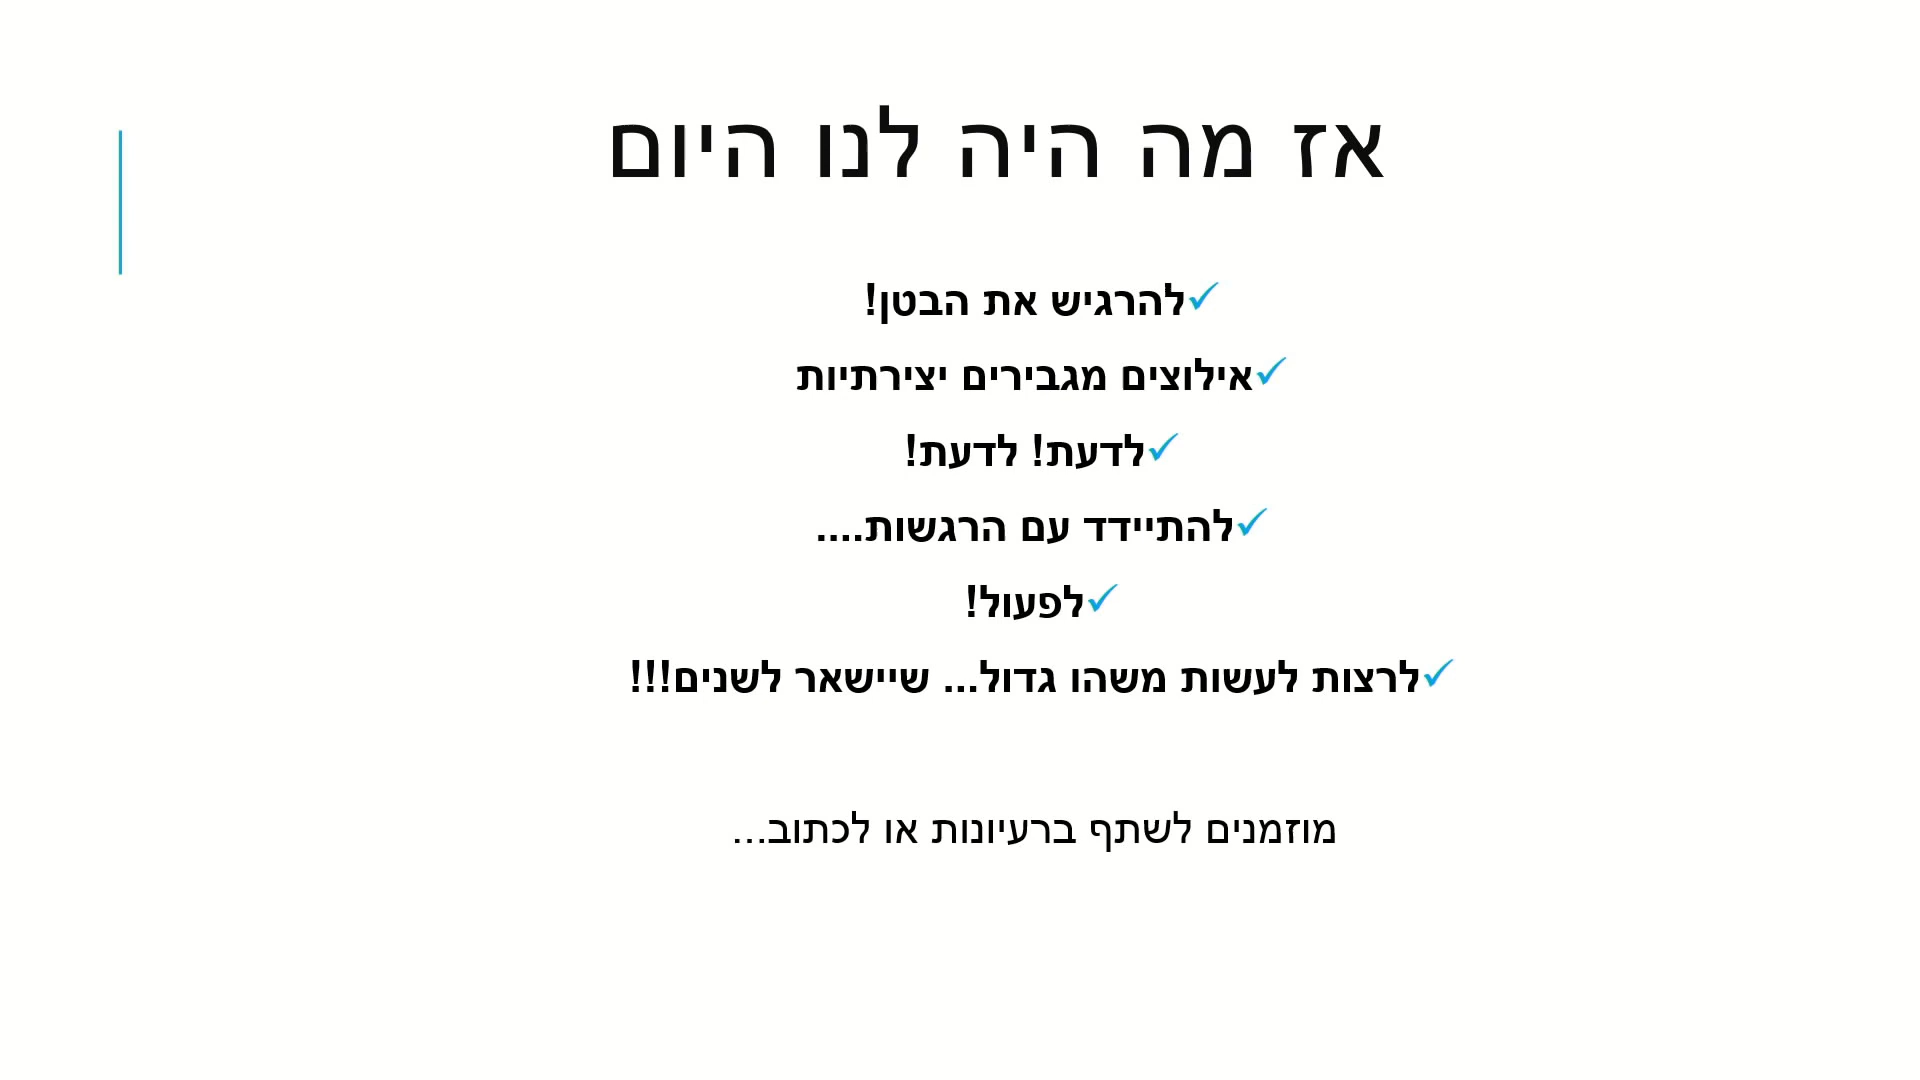 אז מה היה לנו היום
✓להרגיש את הבטן!
✓אילוצים מגבירים יצירתיות
✓לדעת! לדעת!
✓להתיידד עם הרגשות....
✓לפעול!
✓לרצות לעשות משהו גדול... שיישאר לשנים!!!
מוזמנים לשתף ברעיונות או לכתוב...